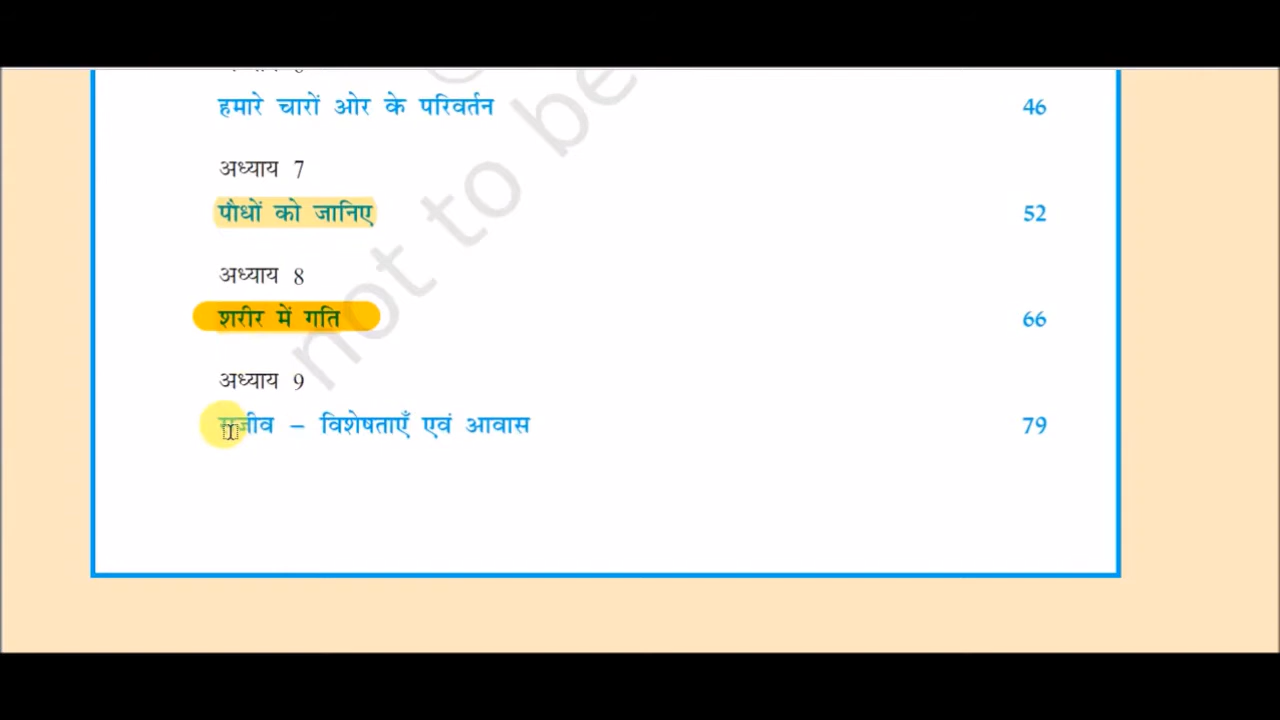 हमारे चारों ओर के परिवर्तन 46
अध्याय 7
पौधों को जानिए 52
अध्याय 8
शरीर में गति 66
अध्याय 9
सजीव – विशेषताएँ एवं आवास 79
not to be